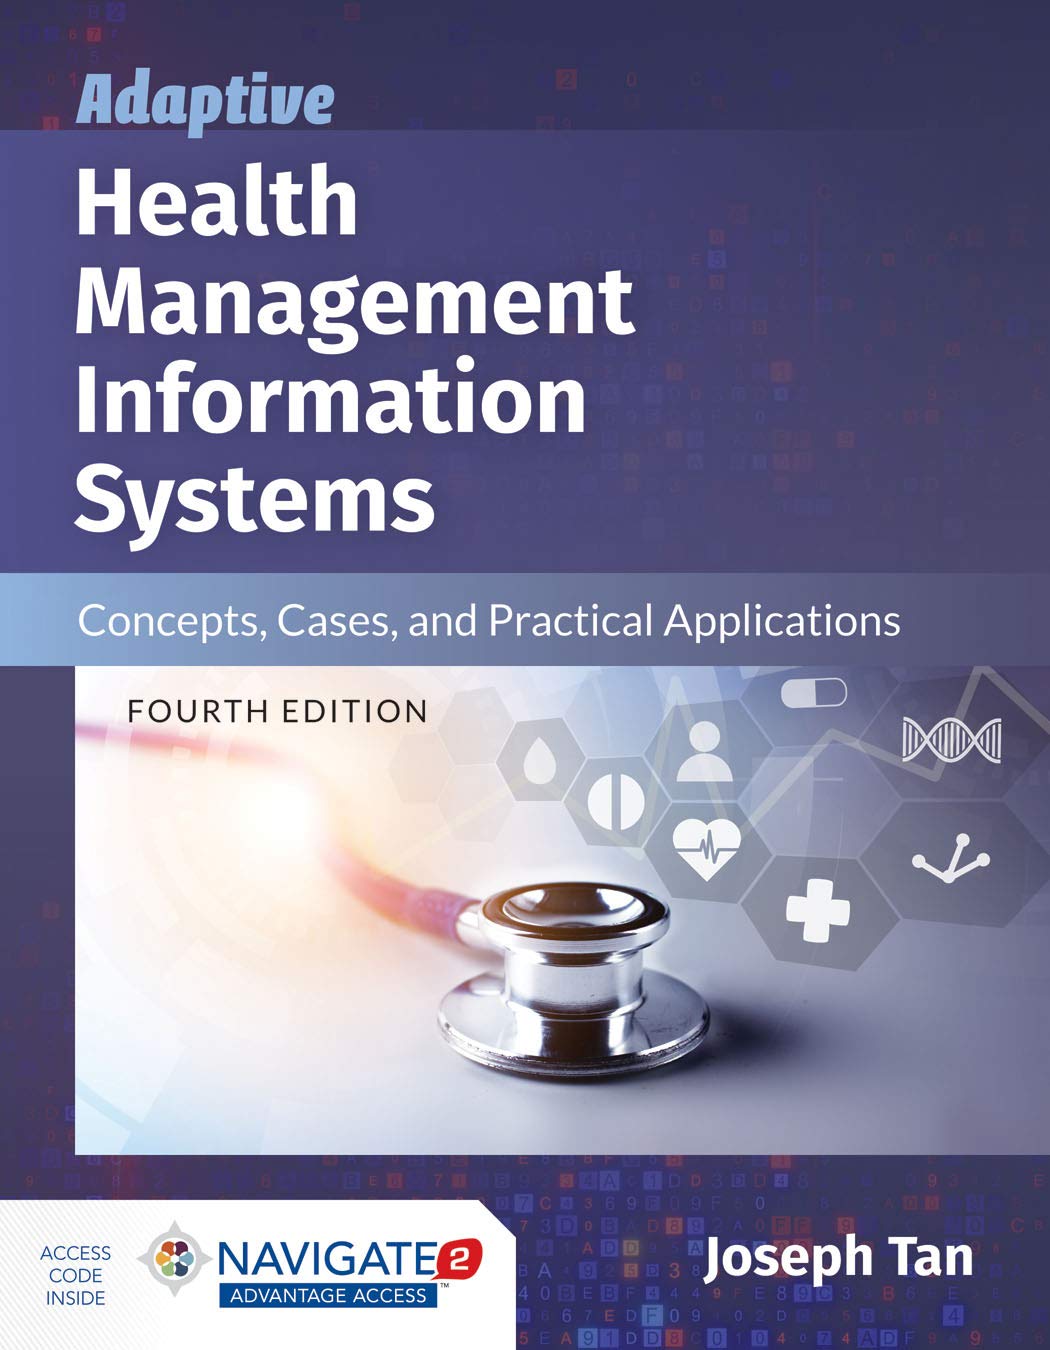 Adaptive
Health
Management
Information
Systems
Concepts, Cases, and Practical Applications
FOURTH EDITION
ACCESS
CODE
INSIDE
NAVIGATE 2
ADVANTAGE ACCESS™
Joseph Tan